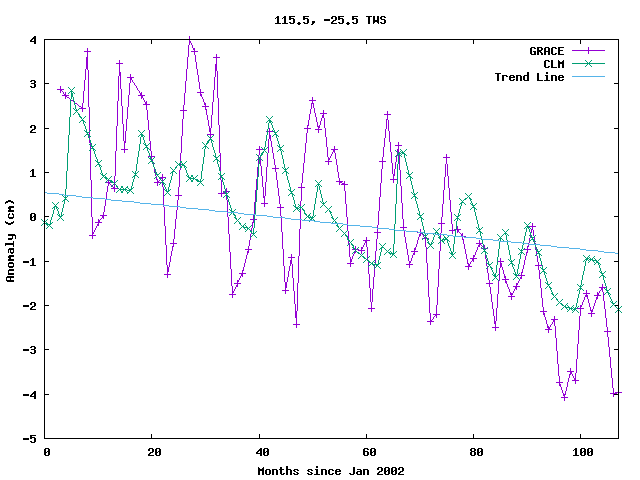 115.5, -25.5 TWS
GRACE
CLM
Trend Line
4
3
2
1
0
-1
-2
-3
-4
-5
Anomaly (cm)
0 20 40 60 80 100
Months since Jan 2002